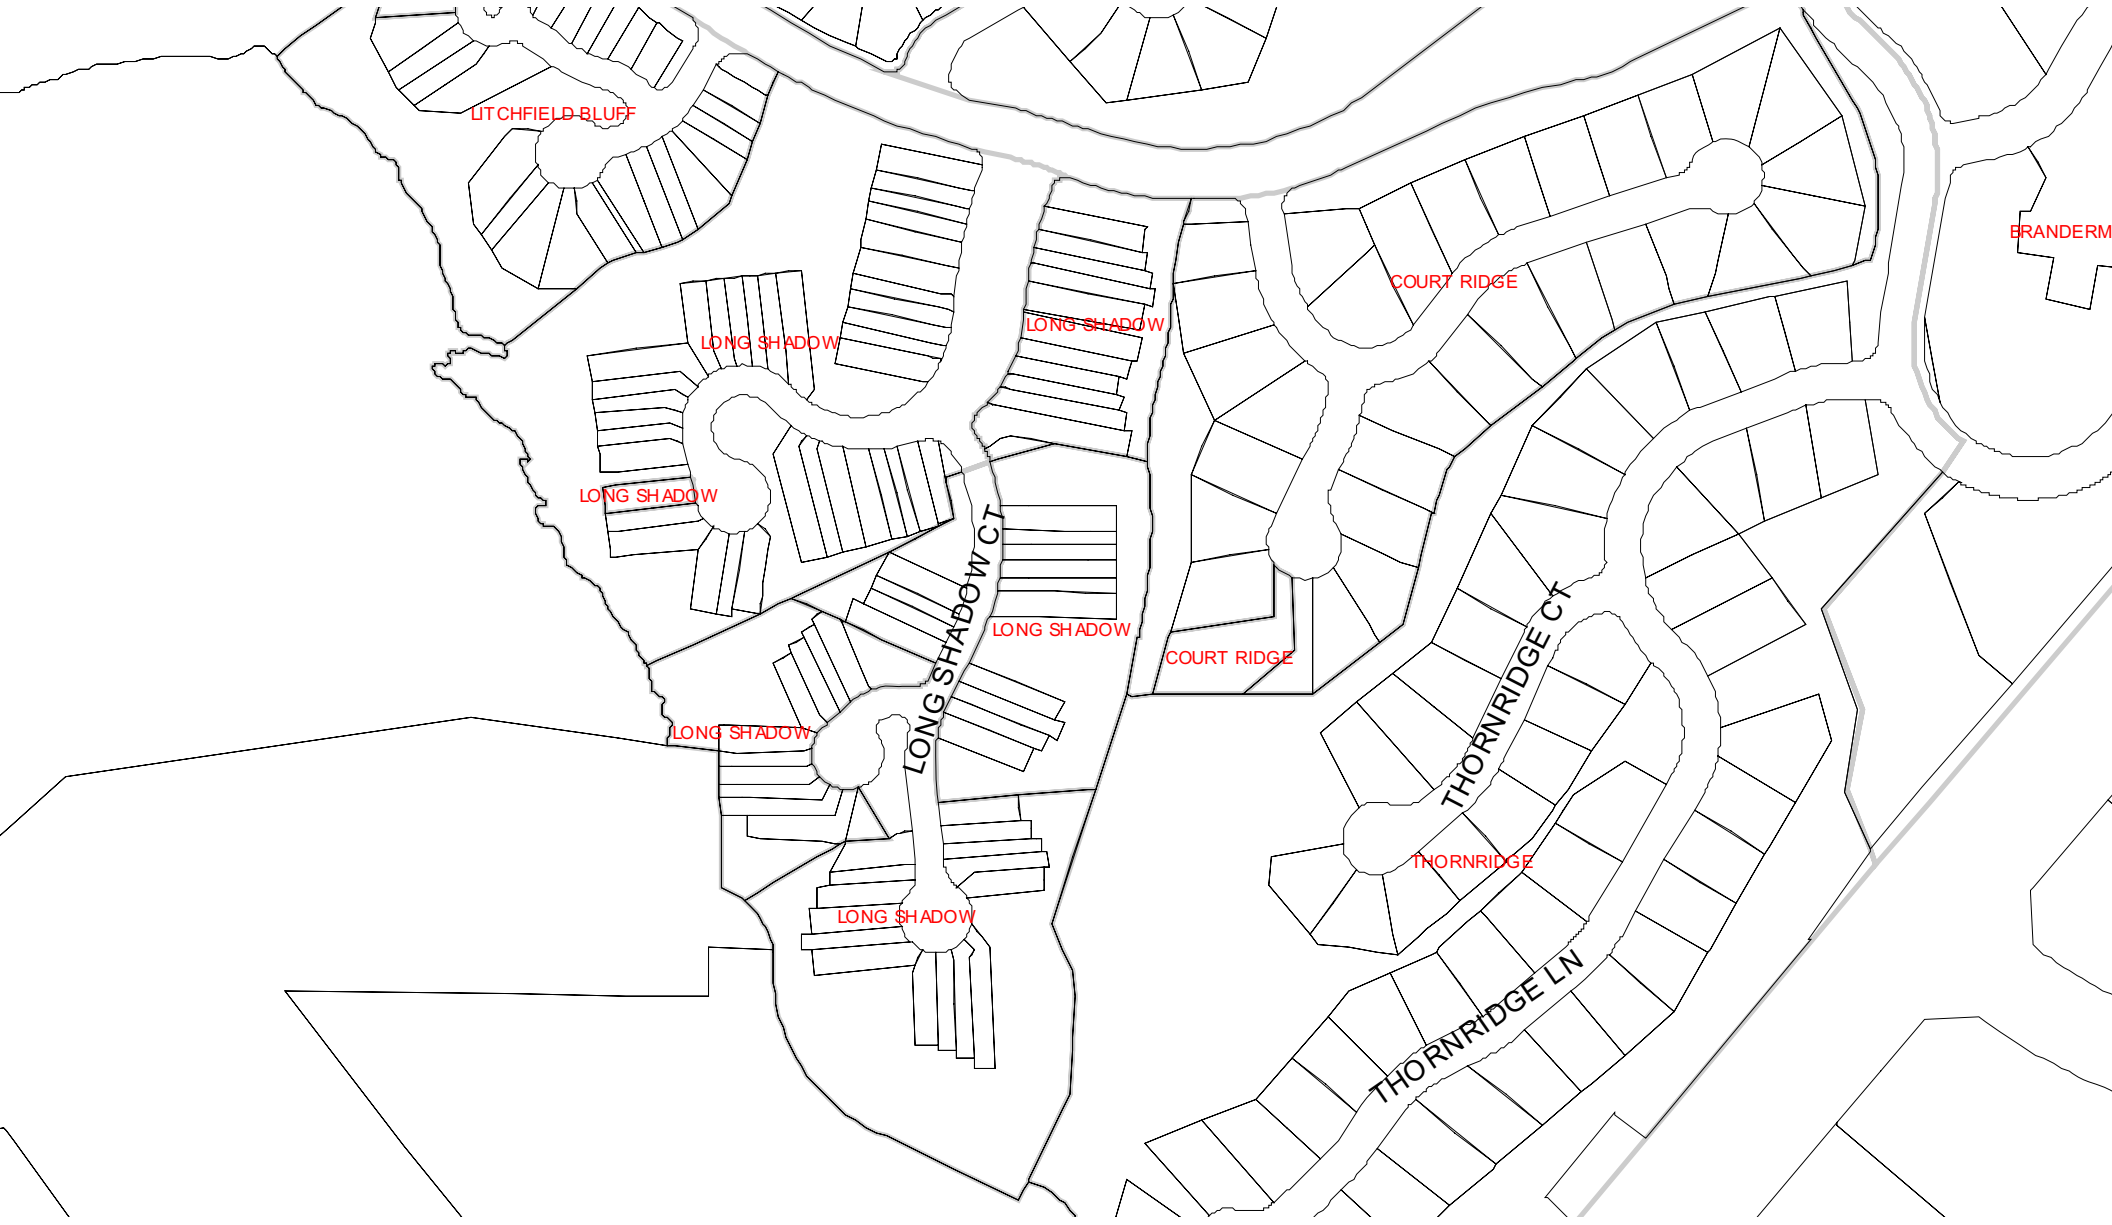 LITCHFIELD BLUFF
BRANDERM
COURT RIDGE
LONG SHADOW
LONG SHADOW
LONG SHADOW
LONG SHADOW CT
LONG SHADOW
COURT RIDGE
THORNRIDGE CT
LONG SHADOW
THORNRIDGE
LONG SHADOW
THORNRIDGE LN